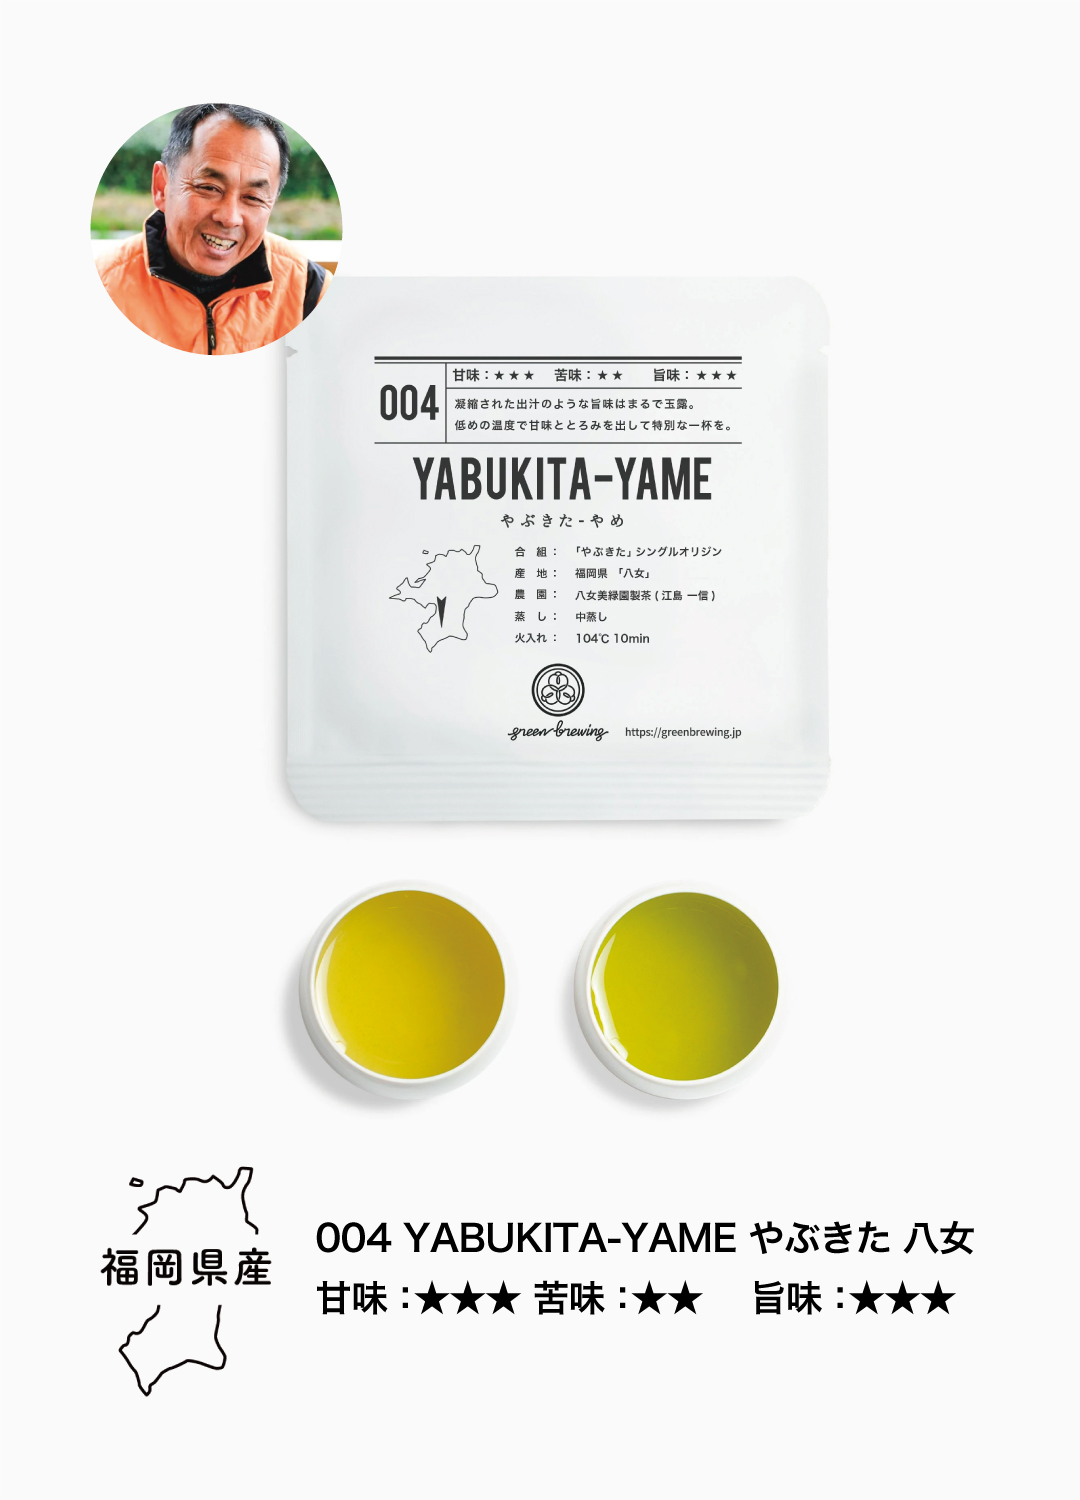 004
甘味：★★★ 苦味：★★ 旨味：★★★
凝縮された出汁のような旨味はまるで玉露。
低めの温度で甘味ととろみを出して特別な一杯を。
YABUKITA-YAME
やぶきた-やめ
合組： 「やぶきた」シングルオリジン
産地： 福岡県 「八女」
農園： 八女美緑園製茶 ( 江島 一信 )
蒸し： 中蒸し
火入れ： 104℃ 10min
green brewing https://greenbrewing.jp
福岡県産
004 YABUKITA-YAME やぶきた 八女
甘味：★★★ 苦味：★★ 旨味：★★★